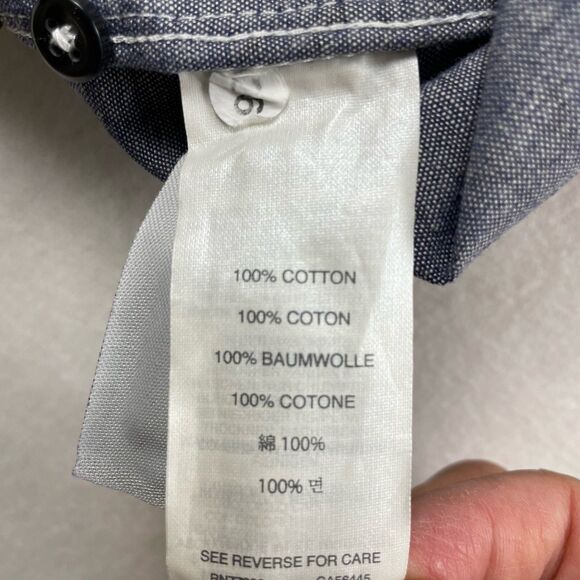 100% COTTON
100% COTON
100% BAUMWOLLE
100% COTONE
綿 100%
100% 면
SEE REVERSE FOR CARE